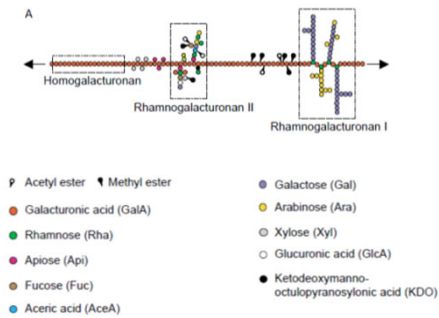 A
Homogalacturonan
Rhamnogalacturonan II
Rhamnogalacturonan I
Acetyl ester
Methyl ester
Galacturonic acid (GalA)
Rhamnose (Rha)
Apiose (Api)
Fucose (Fuc)
Aceric acid (AceA)
Galactose (Gal)
Arabinose (Ara)
Xylose (Xyl)
Glucuronic acid (GlcA)
Ketodeoxymanno-
octulopyranosylonic acid (KDO)